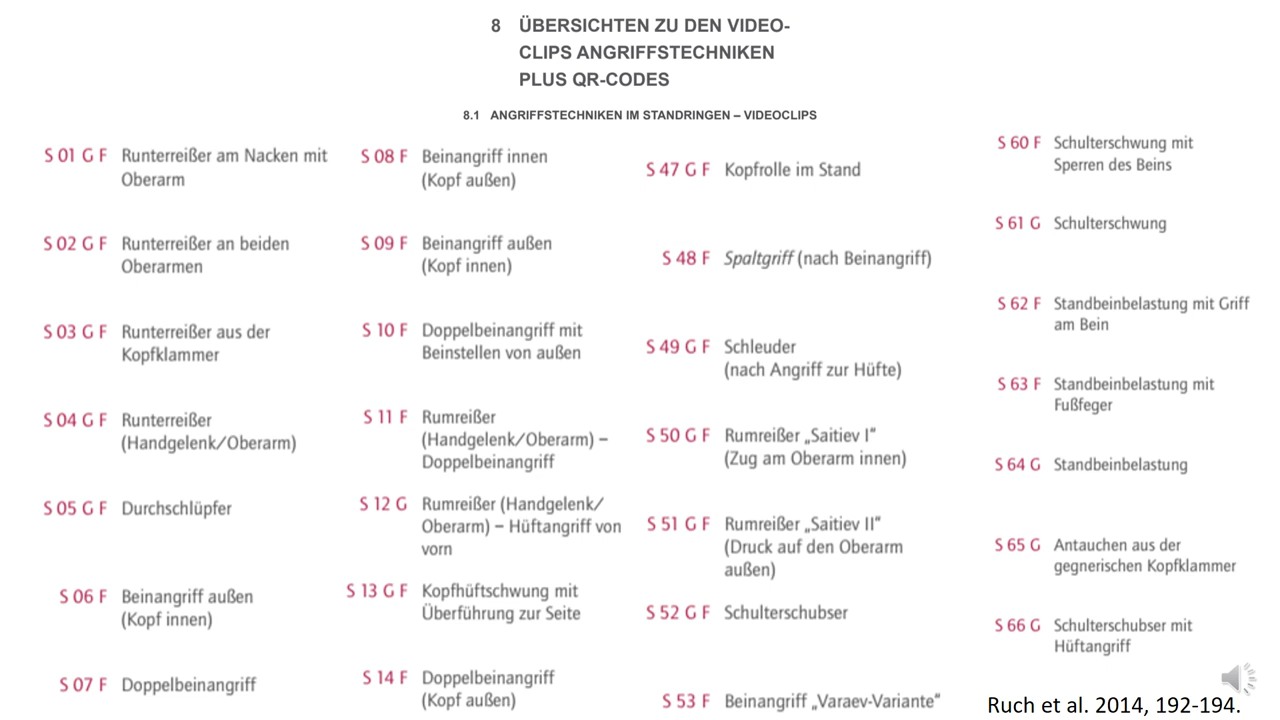 8 ÜBERSICHTEN ZU DEN VIDEO-
CLIPS ANGRIFFSTECHNIKEN
PLUS QR-CODES
8.1 ANGRIFFSTECHNIKEN IM STANDRINGEN – VIDEOCLIPS
S 01 G F Runterreißer am Nacken mit
Oberarm
S 02 G F Runterreißer an beiden
Oberarmen
S 03 G F Runterreißer aus der
Kopfklammer
S 04 G F Runterreißer
(Handgelenk/Oberarm)
S 05 G F Durchschlüpfer
S 06 F Beinangriff außen
(Kopf innen)
S 07 F Doppelbeinangriff
S 08 F Beinangriff innen
(Kopf außen)
S 09 F Beinangriff außen
(Kopf innen)
S 10 F Doppelbeinangriff mit
Beinstellen von außen
S 11 F Rumreißer
(Handgelenk/Oberarm) –
Doppelbeinangriff
S 12 G Rumreißer (Handgelenk/
Oberarm) – Hüftangriff von
vorn
S 13 G F Kopfhüftschwung mit
Überführung zur Seite
S 14 F Doppelbeinangriff
(Kopf außen)
S 47 G F Kopfrolle im Stand
S 48 F Spaltgriff (nach Beinangriff)
S 49 G F Schleuder
(nach Angriff zur Hüfte)
S 50 G F Rumreißer „Saitiev I“
(Zug am Oberarm innen)
S 51 G F Rumreißer „Saitiev II“
(Druck auf den Oberarm
außen)
S 52 G F Schulterschubser
S 53 F Beinangriff „Varaev-Variante“
S 60 F Schulterschwung mit
Sperren des Beins
S 61 G Schulterschwung
S 62 F Standbeinbelastung mit Griff
am Bein
S 63 F Standbeinbelastung mit
Fußfeger
S 64 G Standbeinbelastung
S 65 G Antauchen aus der
gegnerischen Kopfklammer
S 66 G Schulterschubser mit
Hüftangriff
Ruch et al. 2014, 192-194.